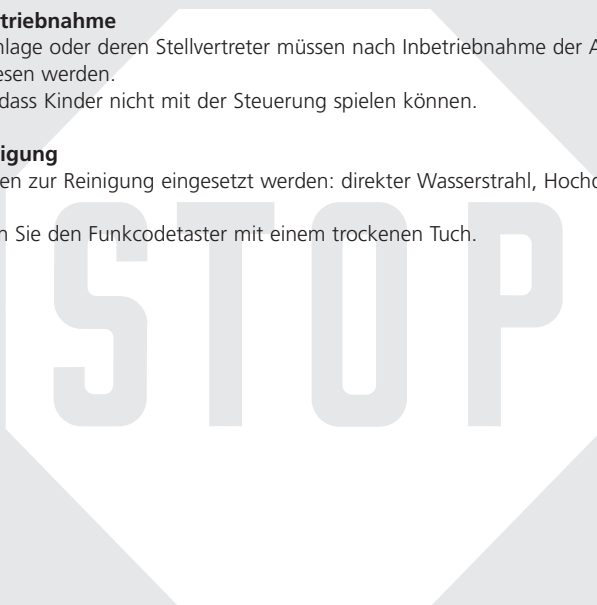 triebnahme
nlage oder deren Stellvertreter müssen nach Inbetriebnahme der A
esen werden.
dass Kinder nicht mit der Steuerung spielen können.
igung
en zur Reinigung eingesetzt werden: direkter Wasserstrahl, Hochd
n Sie den Funkcodetaster mit einem trockenen Tuch.
STOP